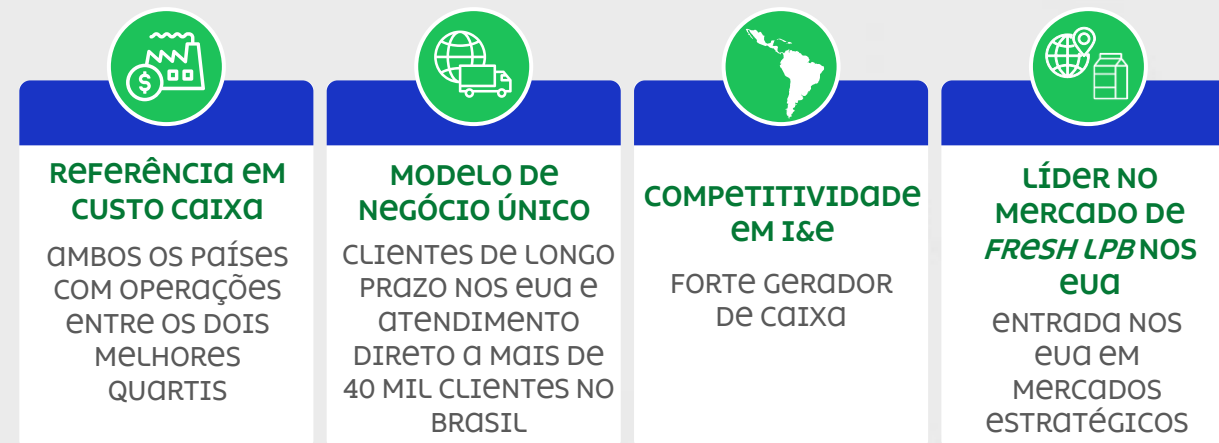 $
REFERÊNCIA EM
CUSTO CAIXA
AMBOS OS PAÍSES
COM OPERAÇÕES
ENTRE OS DOIS
MELHORES
QUARTIS
MODELO DE
NEGÓCIO ÚNICO
CLIENTES DE LONGO
PRAZO NOS EUA E
ATENDIMENTO
DIRETO A MAIS DE
40 MIL CLIENTES NO
BRASIL
COMPETITIVIDADE
EM I&E
FORTE GERADOR
DE CAIXA
LÍDER NO
MERCADO DE
FRESH LPB NOS
EUA
ENTRADA NOS
EUA EM
MERCADOS
ESTRATÉGICOS